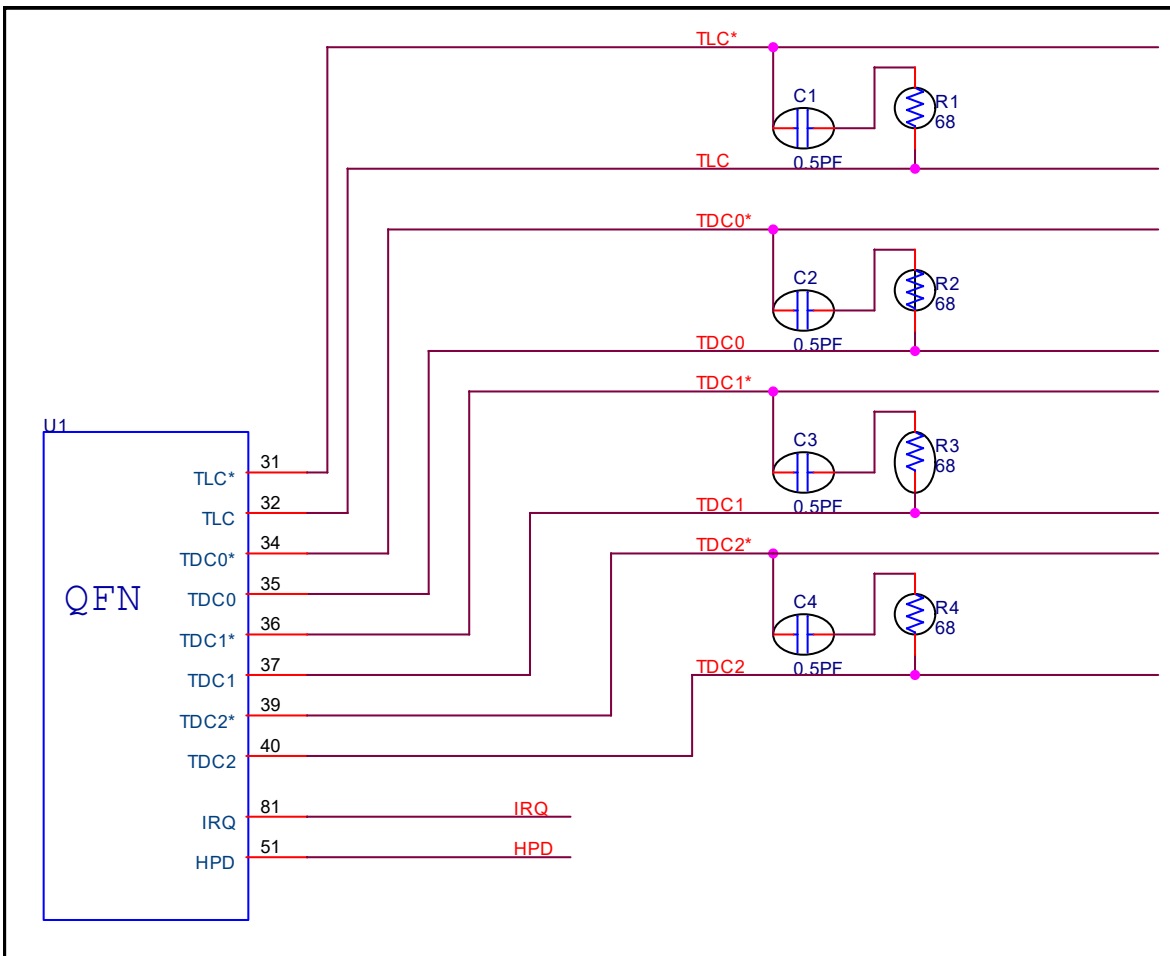 TLC*
C1
R1
68
0.5PF
TLC
TDC0*
C2
R2
68
0.5PF
TDC0
TDC1*
C3
R3
68
0.5PF
TDC1
TDC2*
C4
R4
68
0.5PF
TDC2
U1
QFN
TLC* 31
TLC 32
TDC0* 34
TDC0 35
TDC1* 36
TDC1 37
TDC2* 39
TDC2 40
IRQ 81 IRQ
HPD 51 HPD